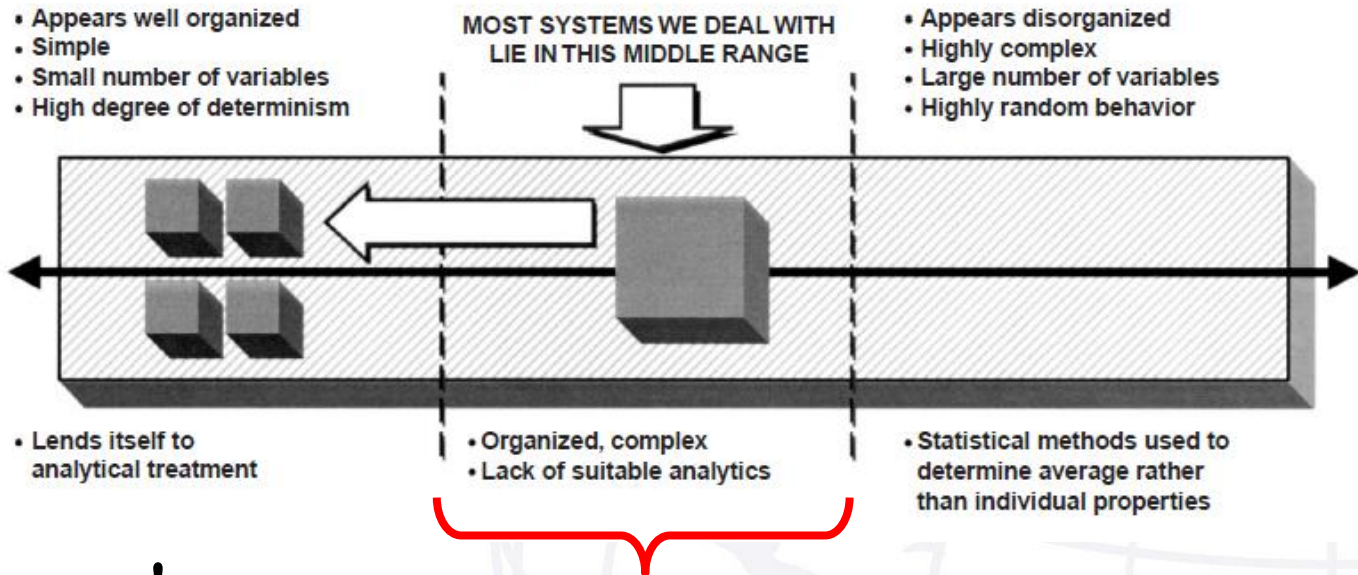 • Appears well organized
• Simple
• Small number of variables
• High degree of determinism
MOST SYSTEMS WE DEAL WITH
LIE IN THIS MIDDLE RANGE
• Appears disorganized
• Highly complex
• Large number of variables
• Highly random behavior
• Lends itself to
analytical treatment
• Organized, complex
• Lack of suitable analytics
• Statistical methods used to
determine average rather
than individual properties